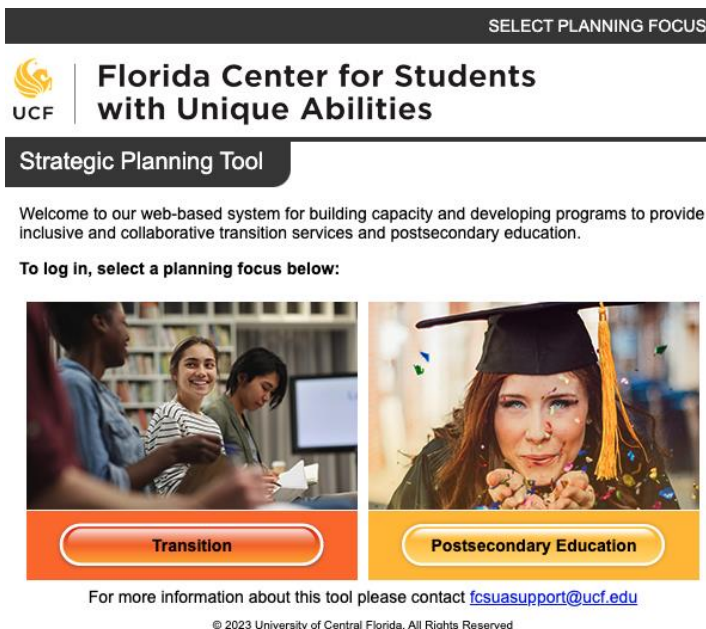 SELECT PLANNING FOCUS
UCF
Florida Center for Students
with Unique Abilities
Strategic Planning Tool
Welcome to our web-based system for building capacity and developing programs to provide
inclusive and collaborative transition services and postsecondary education.
To log in, select a planning focus below:
Transition
Postsecondary Education
For more information about this tool please contact fcsuasupport@ucf.edu
© 2023 University of Central Florida. All Rights Reserved